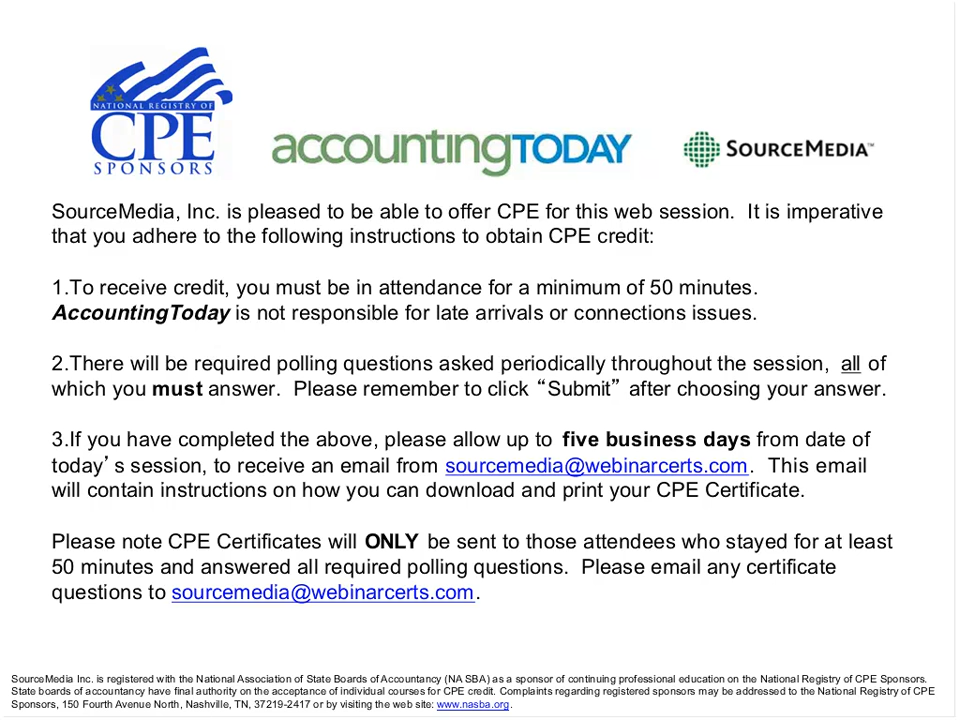 NATIONAL REGISTRY OF
CPE
SPONSORS
accountingTODAY
SOURCEMEDIA™
SourceMedia, Inc. is pleased to be able to offer CPE for this web session.  It is imperative
that you adhere to the following instructions to obtain CPE credit:
1.To receive credit, you must be in attendance for a minimum of 50 minutes.
AccountingToday is not responsible for late arrivals or connections issues.
2.There will be required polling questions asked periodically throughout the session,  all of
which you must answer.  Please remember to click “Submit” after choosing your answer.
3.If you have completed the above, please allow up to five business days from date of
today’s session, to receive an email from sourcemedia@webinarcerts.com.  This email
will contain instructions on how you can download and print your CPE Certificate.
Please note CPE Certificates will ONLY be sent to those attendees who stayed for at least
50 minutes and answered all required polling questions.  Please email any certificate
questions to sourcemedia@webinarcerts.com.
SourceMedia Inc. is registered with the National Association of State Boards of Accountancy (NASBA) as a sponsor of continuing professional education on the National Registry of CPE Sponsors.
State boards of accountancy have final authority on the acceptance of individual courses for CPE credit. Complaints regarding registered sponsors may be addressed to the National Registry of CPE
Sponsors, 150 Fourth Avenue North, Nashville, TN, 37219-2417 or by visiting the web site: www.nasba.org.